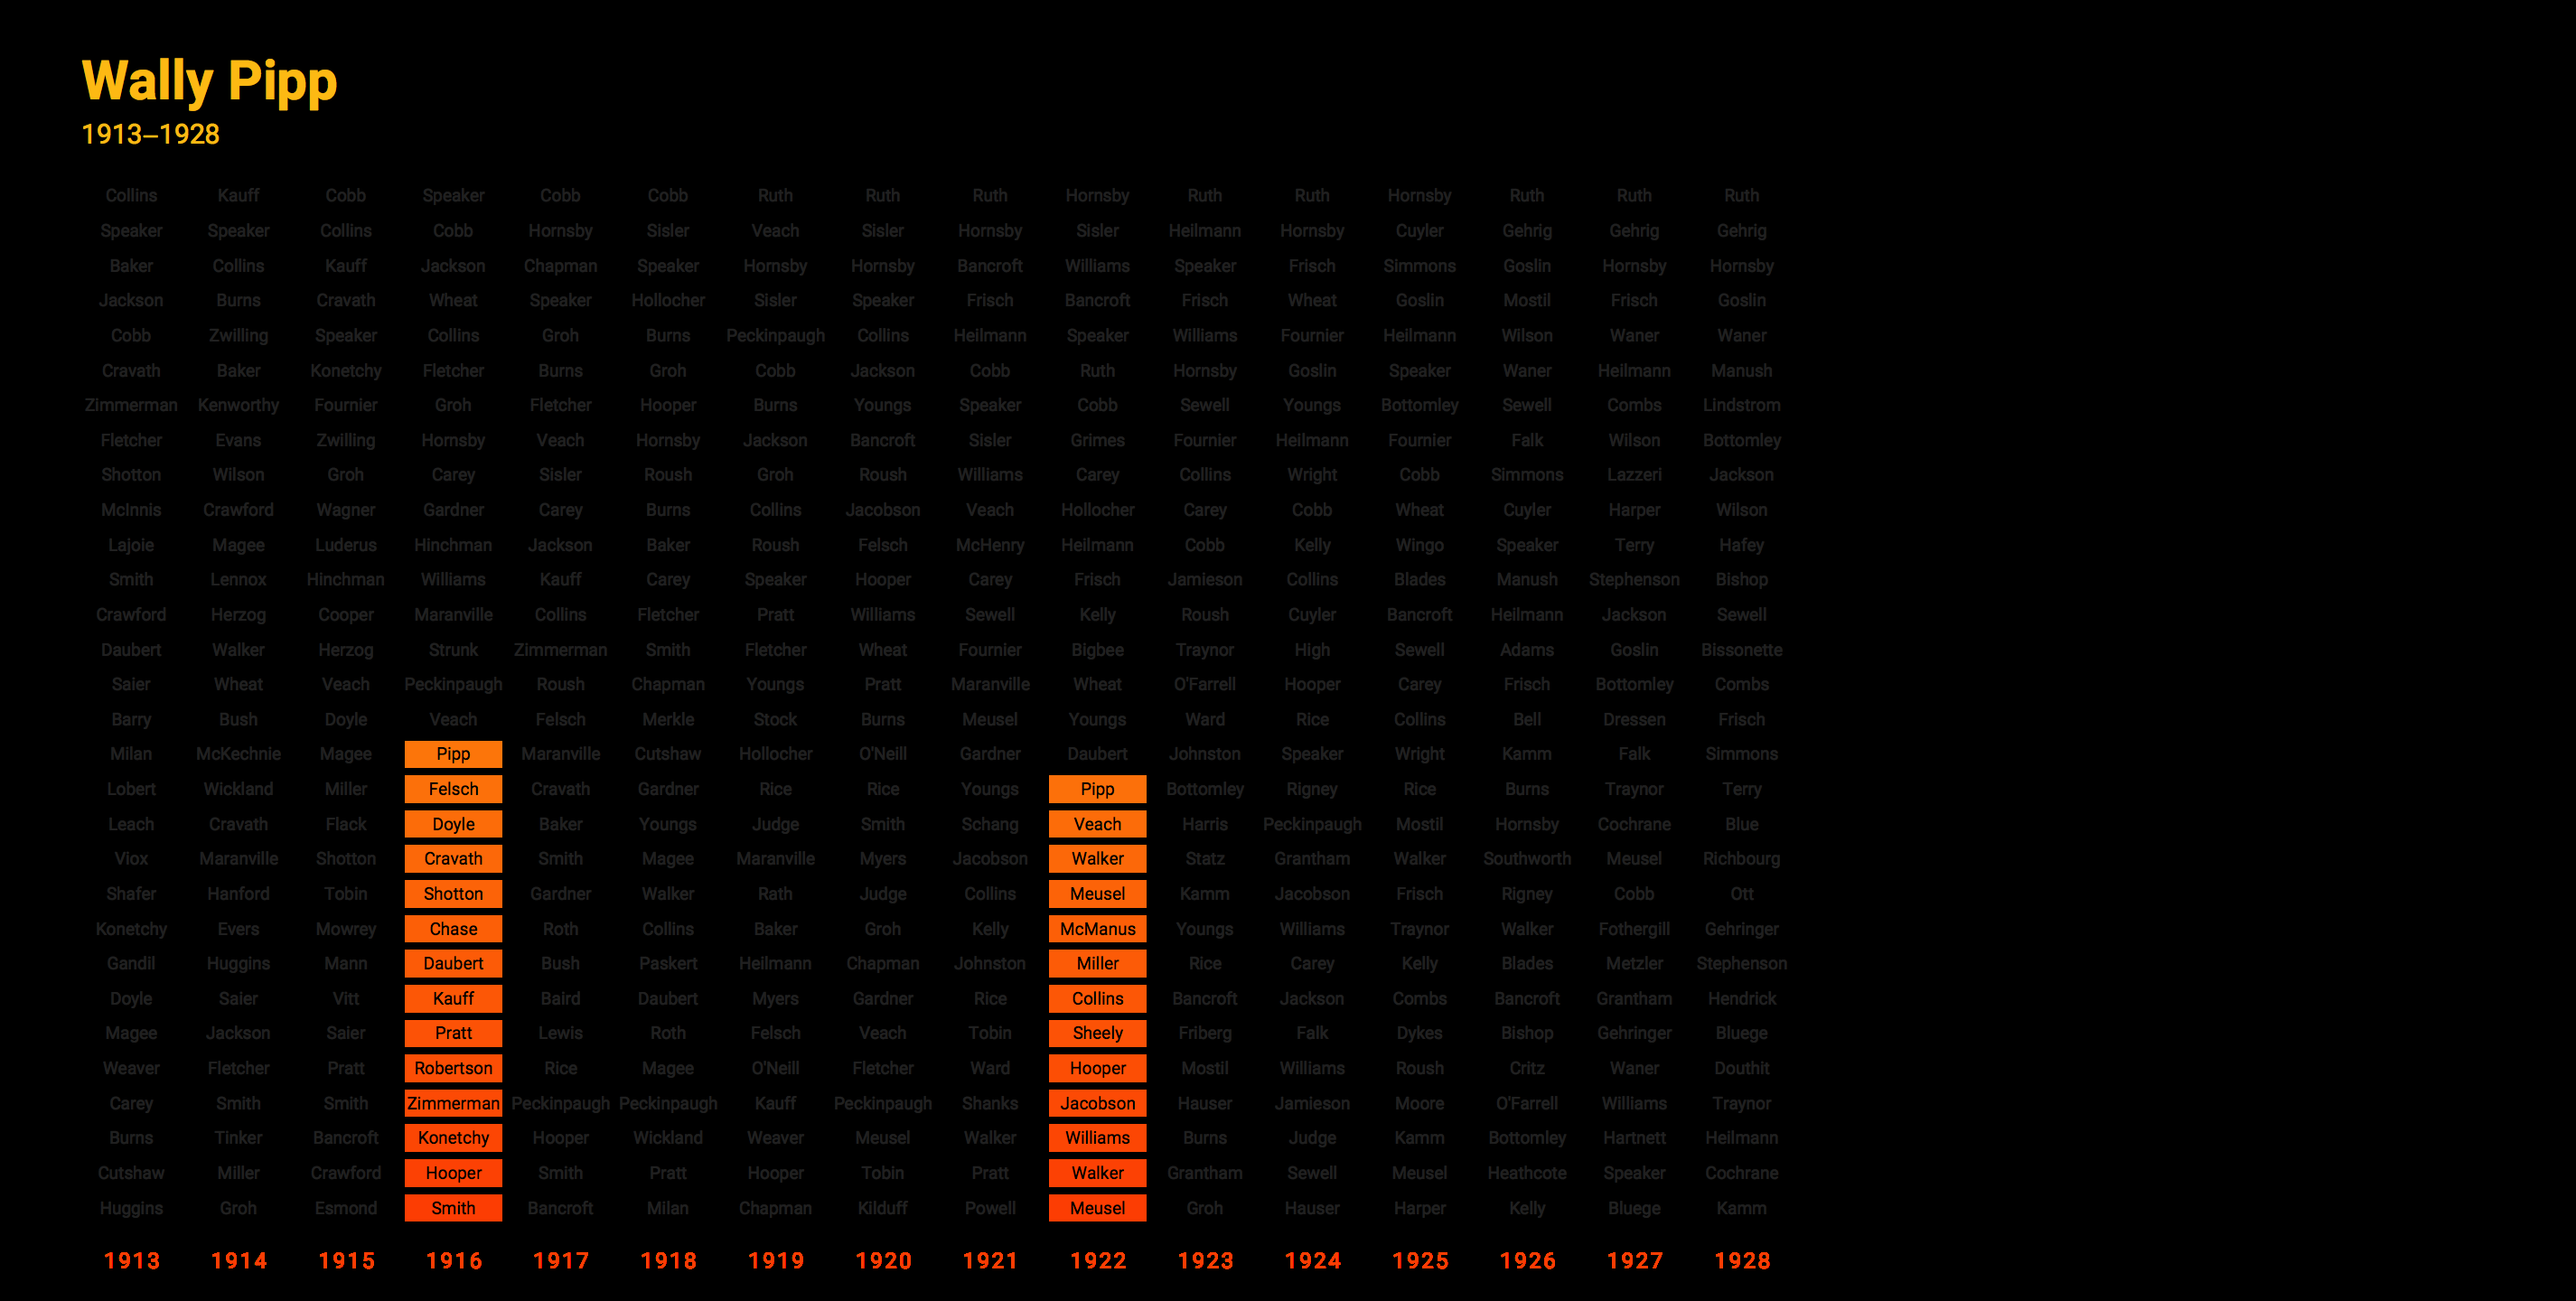 Wally Pipp
1913–1928
Collins Kauff Cobb Speaker Cobb Cobb Ruth Ruth Ruth Hornsby Ruth Ruth Hornsby Ruth Ruth Ruth
Speaker Speaker Collins Cobb Hornsby Sisler Veach Sisler Hornsby Sisler Heilmann Hornsby Cuyler Gehrig Gehrig Gehrig
Baker Collins Kauff Jackson Chapman Speaker Hornsby Hornsby Bancroft Williams Speaker Frisch Simmons Goslin Hornsby Hornsby
Jackson Burns Cravath Wheat Speaker Hollocher Sisler Speaker Frisch Bancroft Frisch Wheat Goslin Mostil Frisch Goslin
Cobb Zwilling Speaker Collins Groh Burns Peckinpaugh Collins Heilmann Speaker Williams Fournier Heilmann Wilson Waner Waner
Cravath Baker Konetchy Fletcher Burns Groh Cobb Jackson Cobb Ruth Hornsby Goslin Speaker Waner Heilmann Manush
Zimmerman Kenworthy Fournier Groh Fletcher Hooper Burns Youngs Speaker Cobb Sewell Youngs Bottomley Sewell Combs Lindstrom
Fletcher Evans Zwilling Hornsby Veach Hornsby Jackson Bancroft Sisler Grimes Fournier Heilmann Fournier Falk Wilson Bottomley
Shotton Wilson Groh Carey Sisler Roush Groh Roush Williams Carey Collins Wright Cobb Simmons Lazzeri Jackson
McInnis Crawford Wagner Gardner Carey Burns Collins Jacobson Veach Hollocher Carey Cobb Wheat Cuyler Harper Wilson
Lajoie Magee Luderus Hinchman Jackson Baker Roush Felsch McHenry Heilmann Cobb Kelly Wingo Speaker Terry Hafey
Smith Lennox Hinchman Williams Kauff Carey Speaker Hooper Carey Frisch Jamieson Collins Blades Manush Stephenson Bishop
Crawford Herzog Cooper Maranville Collins Fletcher Pratt Williams Sewell Kelly Roush Cuyler Bancroft Heilmann Jackson Sewell
Daubert Walker Herzog Strunk Zimmerman Smith Fletcher Wheat Fournier Bigbee Traynor High Sewell Adams Goslin Bissonette
Saier Wheat Veach Peckinpaugh Roush Chapman Youngs Pratt Maranville Wheat O'Farrell Hooper Carey Frisch Bottomley Combs
Barry Bush Doyle Veach Felsch Merkle Stock Burns Meusel Youngs Ward Rice Collins Bell Dressen Frisch
Milan McKechnie Magee Pipp Maranville Cutshaw Hollocher O'Neill Gardner Daubert Johnston Speaker Wright Kamm Falk Simmons
Lobert Wickland Miller Felsch Cravath Gardner Rice Rice Youngs Pipp Bottomley Rigney Rice Burns Traynor Terry
Leach Cravath Flack Doyle Baker Youngs Judge Smith Schang Veach Harris Peckinpaugh Mostil Hornsby Cochrane Blue
Viox Maranville Shotton Cravath Smith Magee Maranville Myers Jacobson Walker Statz Grantham Walker Southworth Meusel Richbourg
Shafer Hanford Tobin Shotton Gardner Walker Rath Judge Collins Meusel Kamm Jacobson Frisch Rigney Cobb Ott
Konetchy Evers Mowrey Chase Roth Collins Baker Groh Kelly McManus Youngs Williams Traynor Walker Fothergill Gehringer
Gandil Huggins Mann Daubert Bush Paskert Heilmann Chapman Johnston Miller Rice Carey Kelly Blades Metzler Stephenson
Doyle Saier Vitt Kauff Baird Daubert Myers Gardner Rice Collins Bancroft Jackson Combs Bancroft Grantham Hendrick
Magee Jackson Saier Pratt Lewis Roth Felsch Veach Tobin Sheely Friberg Falk Dykes Bishop Gehringer Bluege
Weaver Fletcher Pratt Robertson Rice Magee O'Neill Fletcher Ward Hooper Mostil Williams Roush Critz Waner Douthit
Carey Smith Smith Zimmerman Peckinpaugh Peckinpaugh Kauff Peckinpaugh Shanks Jacobson Hauser Jamieson Moore O'Farrell Williams Traynor
Burns Tinker Bancroft Konetchy Hooper Wickland Weaver Meusel Walker Williams Burns Judge Kamm Bottomley Hartnett Heilmann
Cutshaw Miller Crawford Hooper Smith Pratt Hooper Tobin Pratt Walker Grantham Sewell Meusel Heathcote Speaker Cochrane
Huggins Groh Esmond Smith Bancroft Milan Chapman Kilduff Powell Meusel Groh Hauser Harper Kelly Bluege Kamm
1913 1914 1915 1916 1917 1918 1919 1920 1921 1922 1923 1924 1925 1926 1927 1928